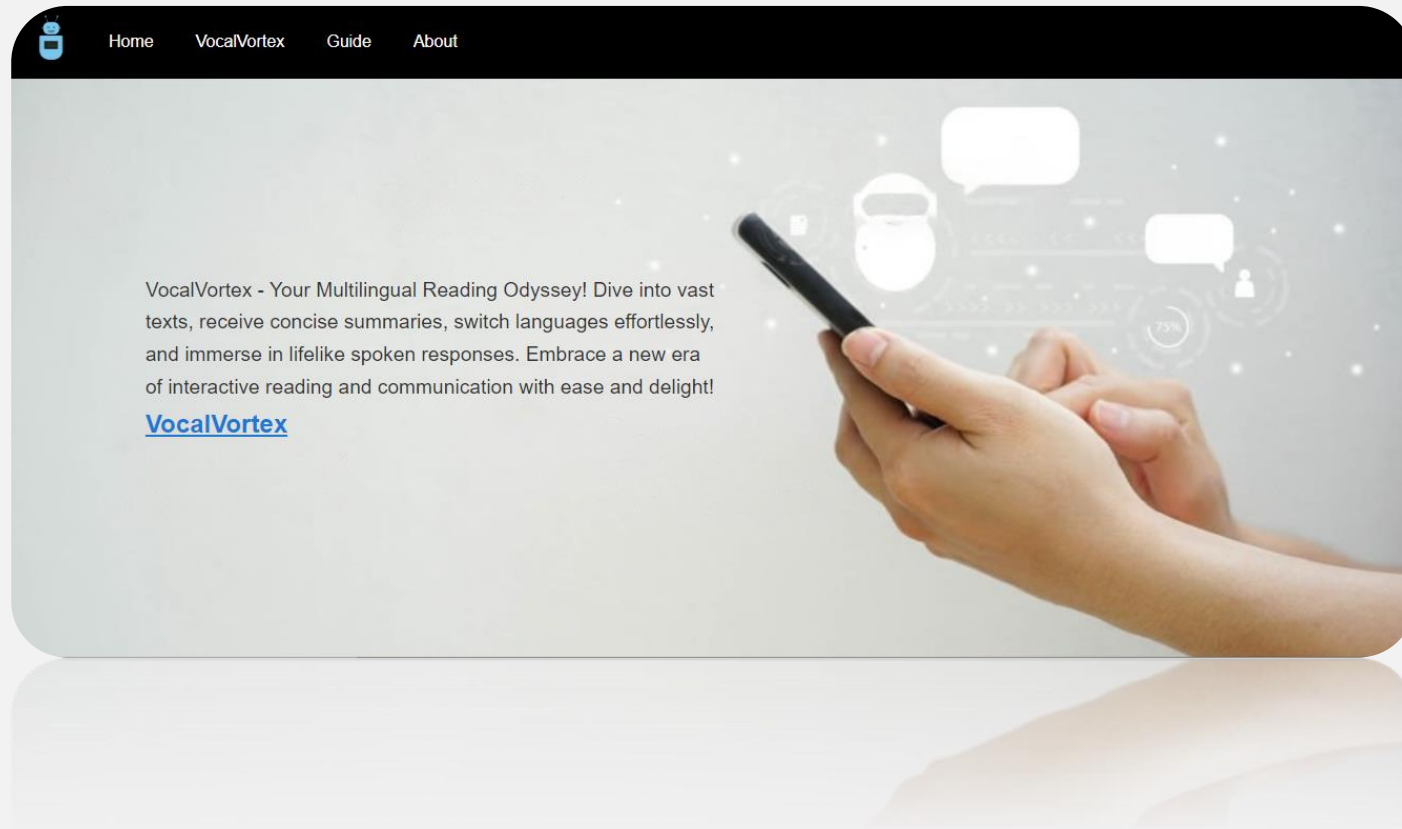 Home VocalVortex Guide About
VocalVortex - Your Multilingual Reading Odyssey! Dive into vast
texts, receive concise summaries, switch languages effortlessly,
and immerse in lifelike spoken responses. Embrace a new era
of interactive reading and communication with ease and delight!
VocalVortex
75%